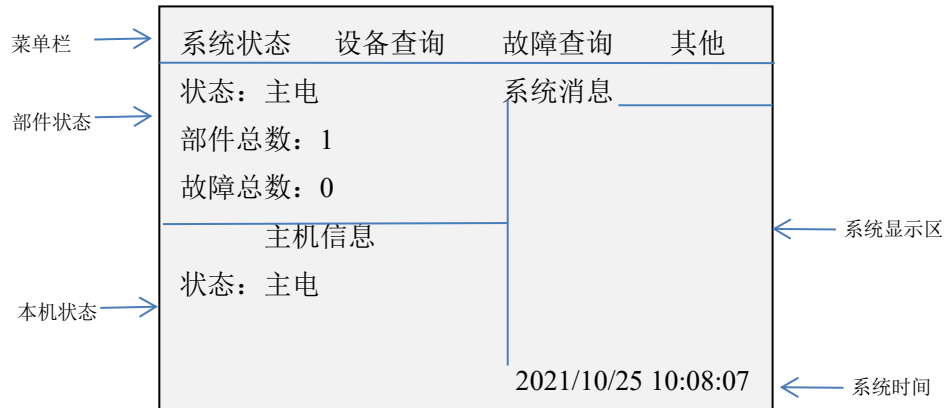 菜单栏
系统状态 设备查询 故障查询 其他
状态：主电
系统消息
部件状态
部件总数：1
故障总数：0
系统显示区
主机信息
状态：主电
本机状态
2021/10/25 10:08:07
系统时间